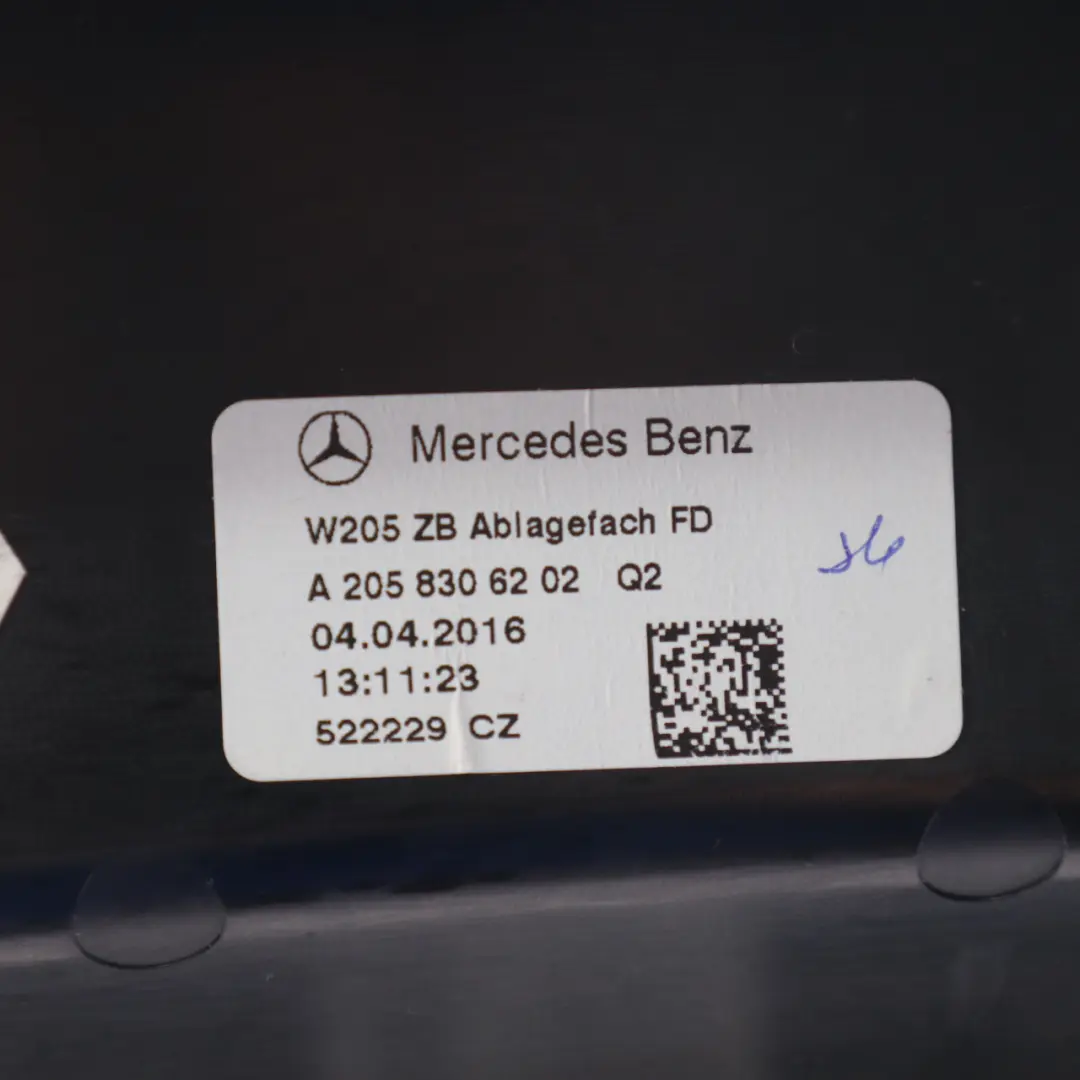 Mercedes Benz
W205 ZB Ablagefach FD
A 205 830 62 02 Q2
04.04.2016
13:11:23
522229 CZ